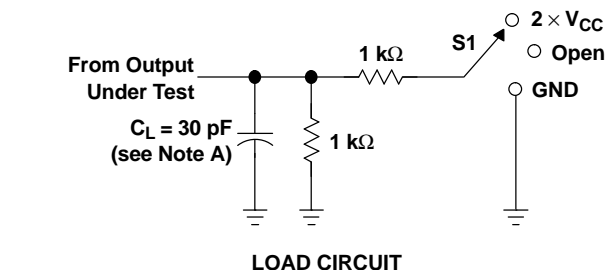 2 × VCC
S1
Open
1 kΩ
GND
From Output
Under Test
CL = 30 pF
(see Note A)
1 kΩ
LOAD CIRCUIT